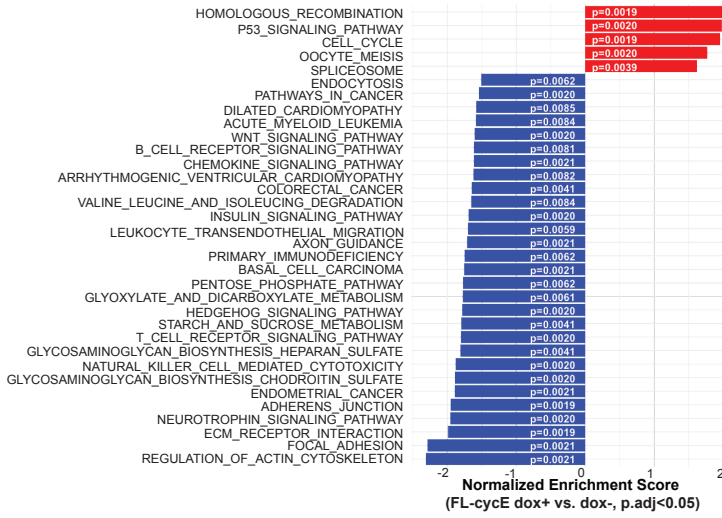 HOMOLOGOUS_RECOMBINATION p=0.0019
P53_SIGNALING_PATHWAY p=0.0020
CELL_CYCLE p=0.0019
OOCYTE_MEISIS p=0.0020
SPLICEOSOME p=0.0039
ENDOCYTOSIS p=0.0062
PATHWAYS_IN_CANCER p=0.0020
DILATED_CARDIOMYOPATHY p=0.0085
ACUTE_MYELOID_LEUKEMIA p=0.0084
WNT_SIGNALING_PATHWAY p=0.0020
B_CELL_RECEPTOR_SIGNALING_PATHWAY p=0.0081
CHEMOKINE_SIGNALING_PATHWAY p=0.0021
ARRHYTHMOGENIC_VENTRICULAR_CARDIOMYOPATHY p=0.0082
COLORECTAL_CANCER p=0.0041
VALINE_LEUCINE_AND_ISOLEUCING_DEGRADATION p=0.0084
INSULIN_SIGNALING_PATHWAY p=0.0020
LEUKOCYTE_TRANSENDOTHELIAL_MIGRATION p=0.0059
AXON_GUIDANCE p=0.0021
PRIMARY_IMMUNODEFICIENCY p=0.0062
BASAL_CELL_CARCINOMA p=0.0021
PENTOSE_PHOSPHATE_PATHWAY p=0.0062
GLYOXYLATE_AND_DICARBOXYLATE_METABOLISM p=0.0061
HEDGEHOG_SIGNALING_PATHWAY p=0.0020
STARCH_AND_SUCROSE_METABOLISM p=0.0041
T_CELL_RECEPTOR_SIGNALING_PATHWAY p=0.0020
GLYCOSAMINOGLYCAN_BIOSYNTHESIS_HEPARAN_SULFATE p=0.0041
NATURAL_KILLER_CELL_MEDIATED_CYTOTOXICITY p=0.0020
GLYCOSAMINOGLYCAN_BIOSYNTHESIS_CHODROITIN_SULFATE p=0.0020
ENDOMETRIAL_CANCER p=0.0021
ADHERENS_JUNCTION p=0.0019
NEUROTROPHIN_SIGNALING_PATHWAY p=0.0020
ECM_RECEPTOR_INTERACTION p=0.0019
FOCAL_ADHESION p=0.0021
REGULATION_OF_ACTIN_CYTOSKELETON p=0.0021
-2 -1 0 1 2
Normalized Enrichment Score
(FL-cycE dox+ vs. dox-, p.adj<0.05)